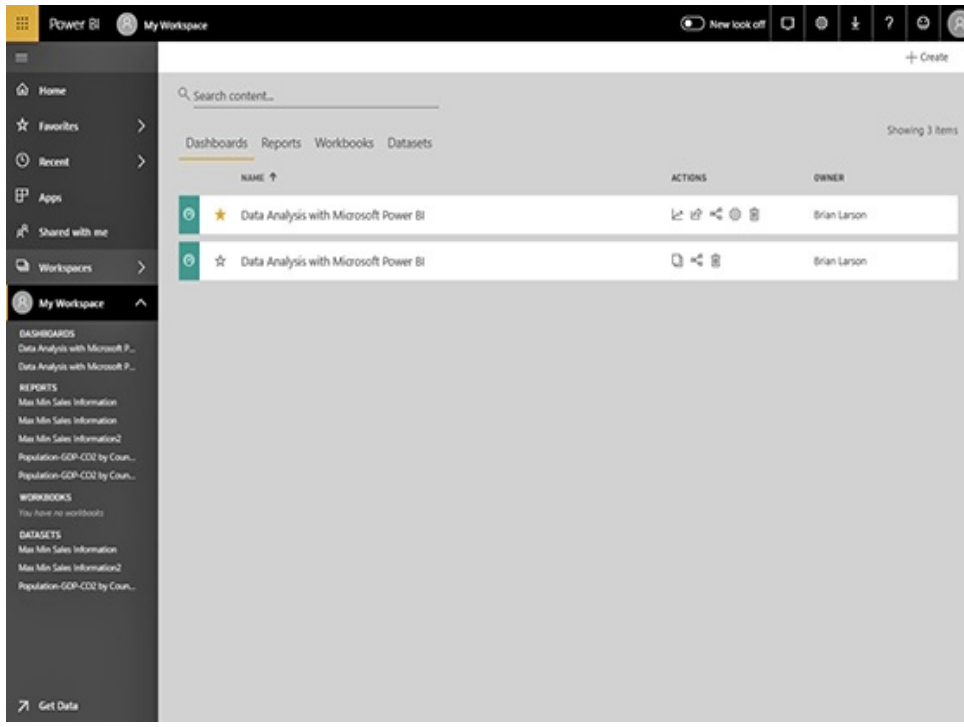 Power BI My Workspace New look off ?
+ Create
Home
Favorites
Recent
Apps
Shared with me
Workspaces
My Workspace
DASHBOARDS
Data Analysis with Microsoft P...
Data Analysis with Microsoft P...
REPORTS
Max Min Sales Information
Max Min Sales Information
Max Min Sales Information2
Population-GDP-CO2 by Coun...
Population-GDP-CO2 by Coun...
WORKBOOKS
You have no workbooks
DATASETS
Max Min Sales Information
Max Min Sales Information2
Population-GDP-CO2 by Coun...
Get Data
Search content...
Showing 3 items
Dashboards Reports Workbooks Datasets
NAME ↑ ACTIONS OWNER
Data Analysis with Microsoft Power BI Brian Larson
Data Analysis with Microsoft Power BI Brian Larson